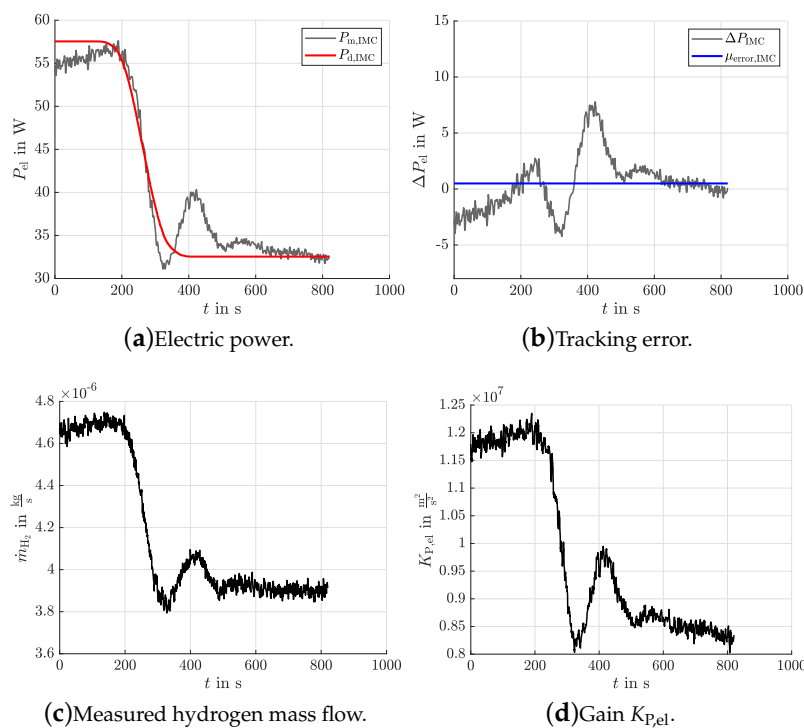 60
55
50
45
40
35
30
0 200 400 600 800 1000
P_el in W
t in s
P_m,IMC
P_d,IMC
(a)Electric power.
15
10
5
0
-5
0 200 400 600 800 1000
ΔP_el in W
t in s
ΔP_IMC
μ_error,IMC
(b)Tracking error.
×10^-6
4.8
4.6
4.4
4.2
4
3.8
3.6
0 200 400 600 800 1000
ṁ_H₂ in kg/s
t in s
(c)Measured hydrogen mass flow.
×10^7
1.25
1.2
1.15
1.1
1.05
1
0.95
0.9
0.85
0.8
0 200 400 600 800 1000
K_P,el in m²/s²
t in s
(d)Gain K_P,el.